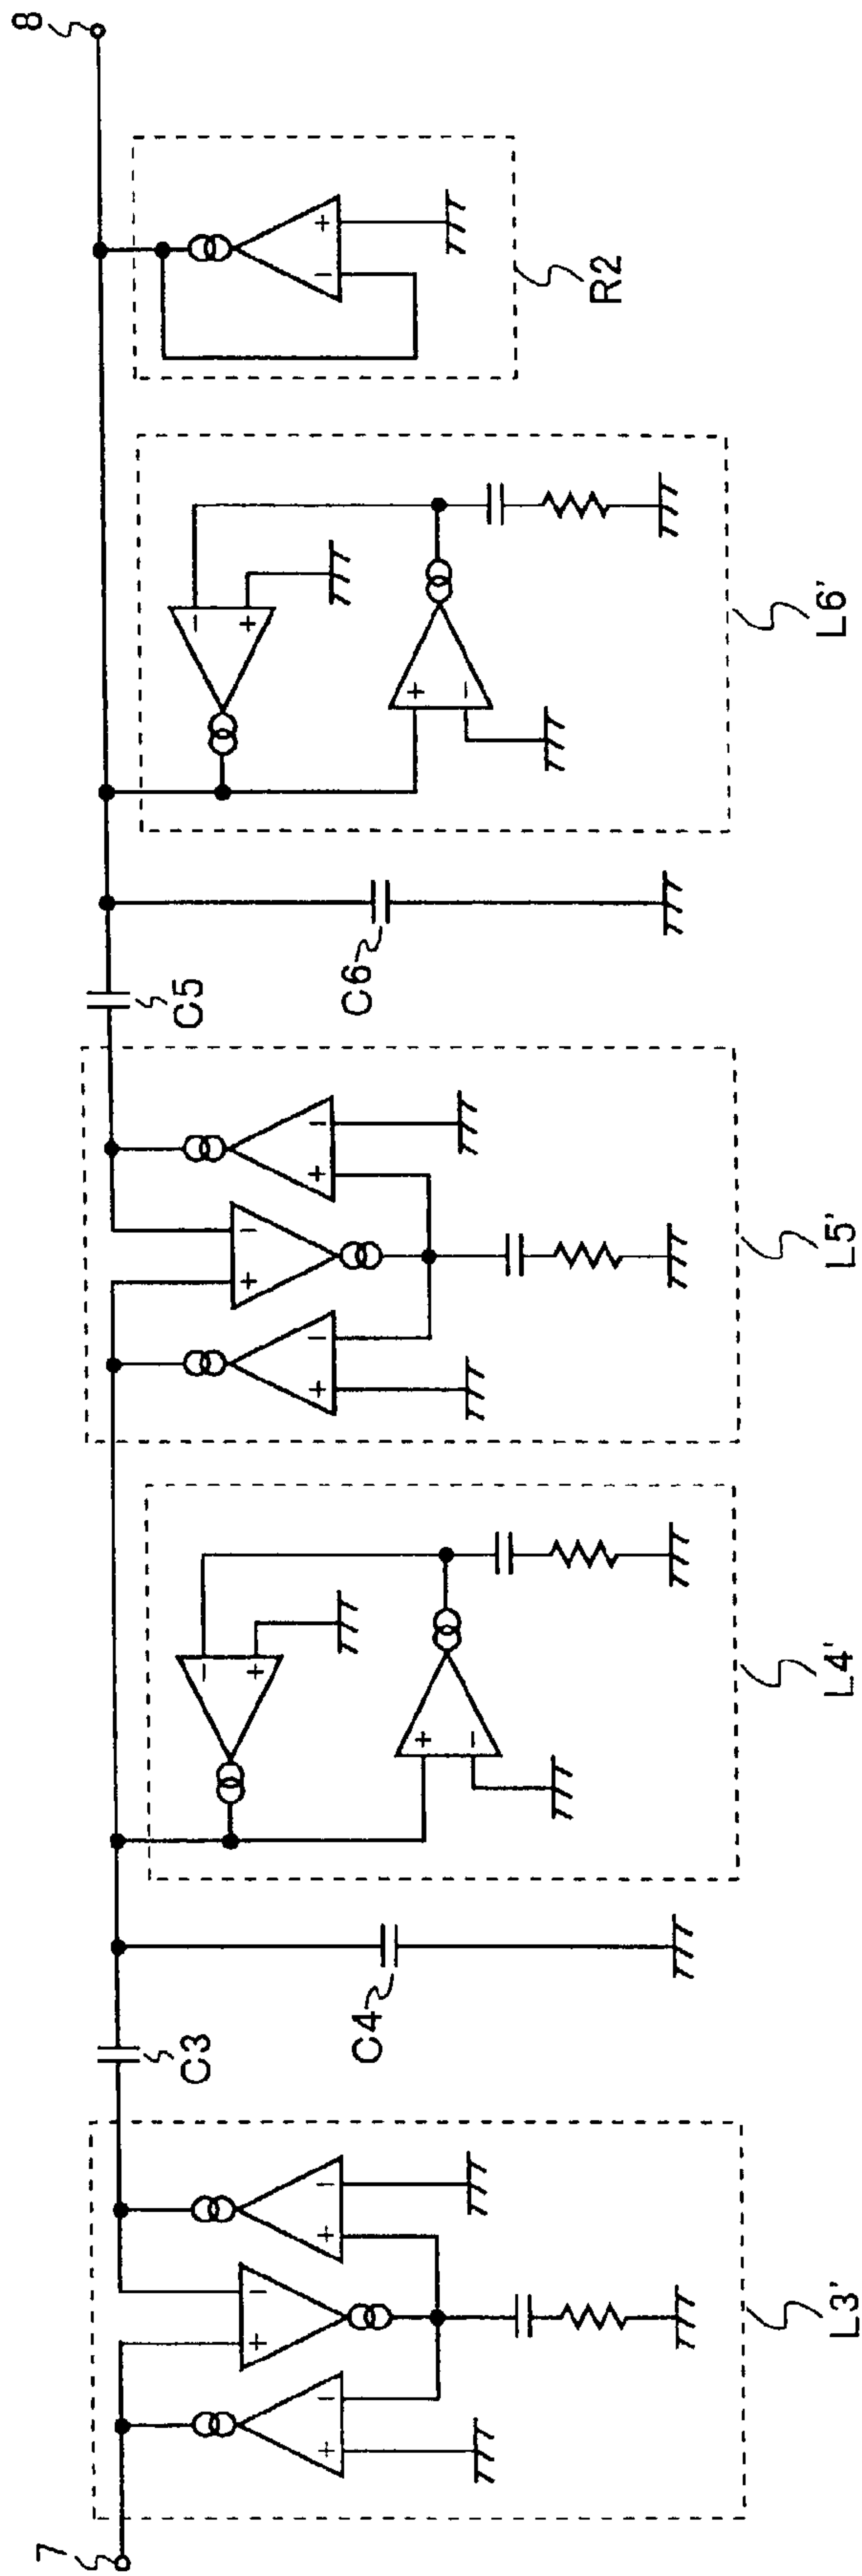 7
8
L3'
C3
C4
L4'
L5'
C5
C6
L6'
R2
+
-
-
+
+
-
-
+
+
-
+
-
-
+
+
-
-
+
+
-
-
+